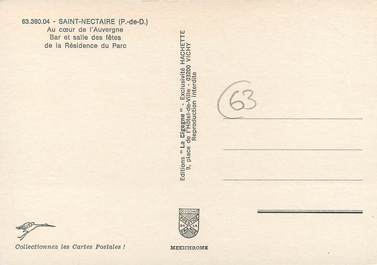 63.380.04 - SAINT-NECTAIRE (P.-de-D.)
Au cœur de l'Auvergne
Bar et salle des fêtes
de la Résidence du Parc
Editions "La Cigogne" - Exclusivité HACHETTE
9, place de l'Hôtel-de-Ville - 03200 VICHY
Reproduction interdite
63
Collectionnez les Cartes Postales !
MEXICHROME